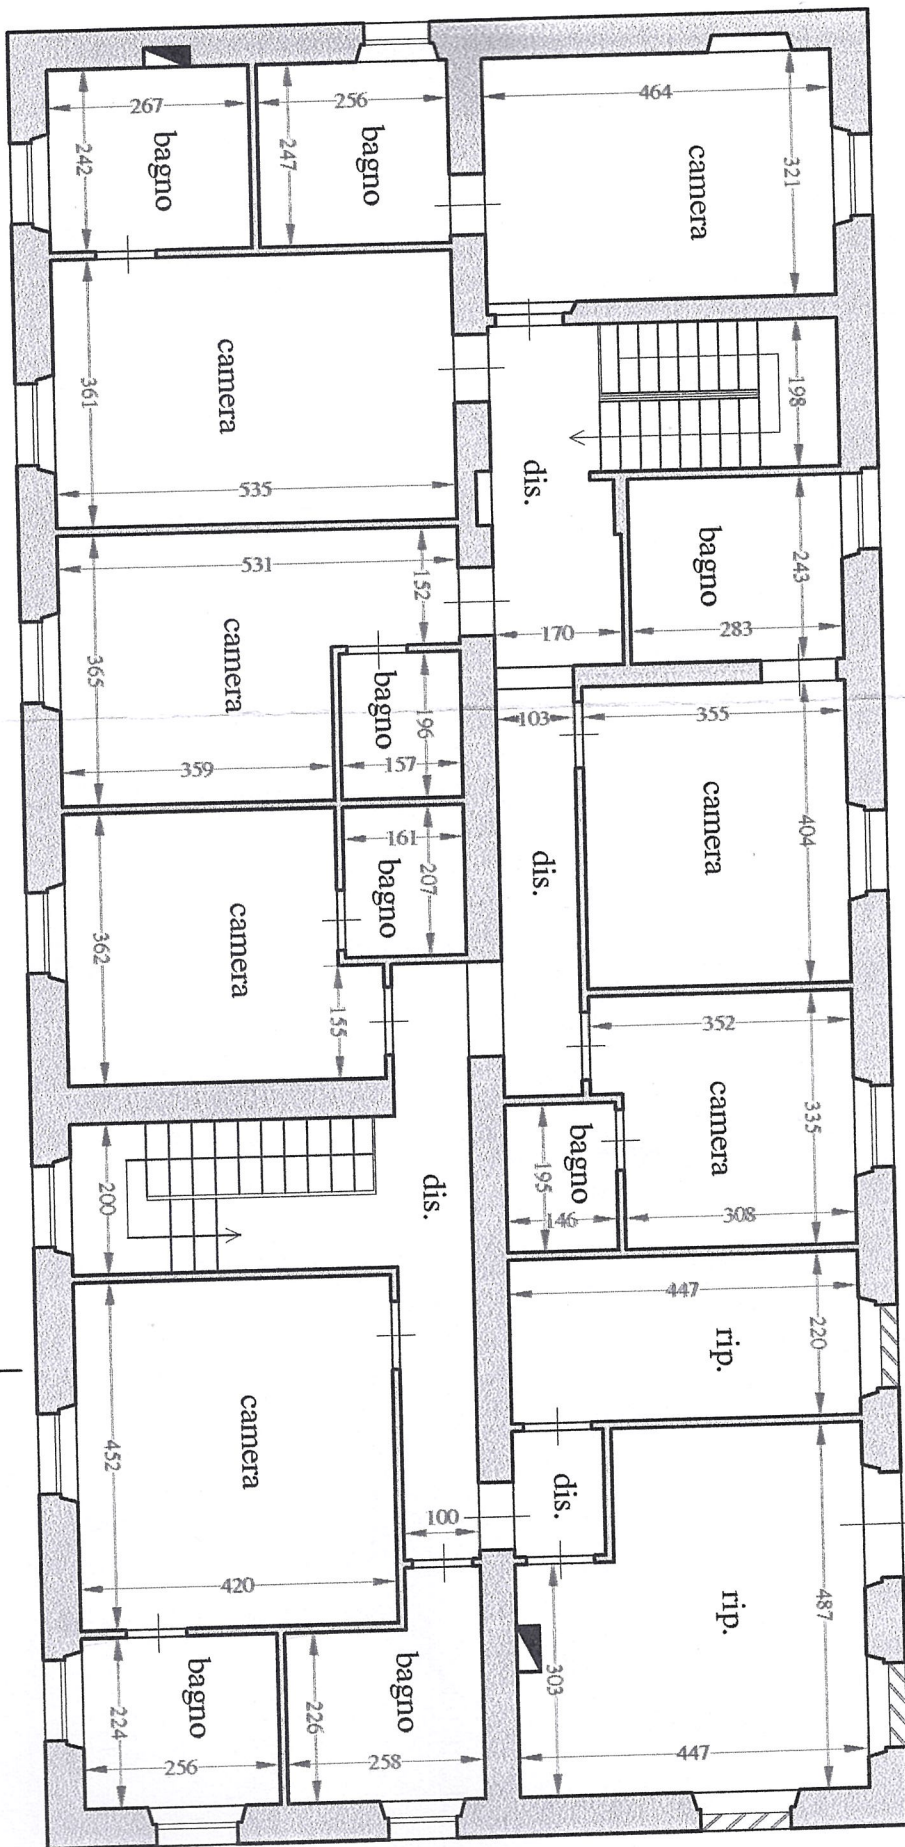 267
242
bagno
256
247
bagno
464
321
camera
camera
361
535
dis.
198
bagno
243
283
531
152
camera
365
359
bagno
196
157
170
103
355
camera
404
dis.
161
207
bagno
camera
362
155
352
camera
335
308
bagno
195
146
200
dis.
447
220
rip.
camera
452
420
100
dis.
487
rip.
303
447
bagno
224
256
bagno
226
258